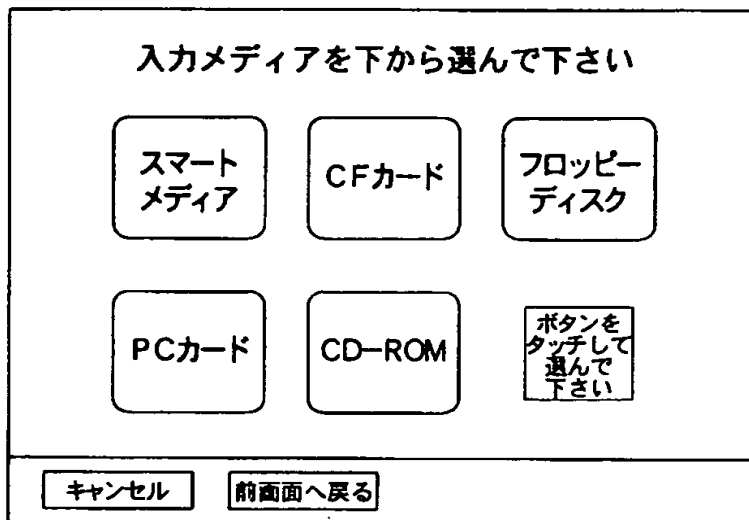 入力メディアを下から選んで下さい
スマート
メディア
CFカード
フロッピー
ディスク
PCカード
CD-ROM
ボタンを
タッチして
選んで
下さい
キャンセル
前画面へ戻る